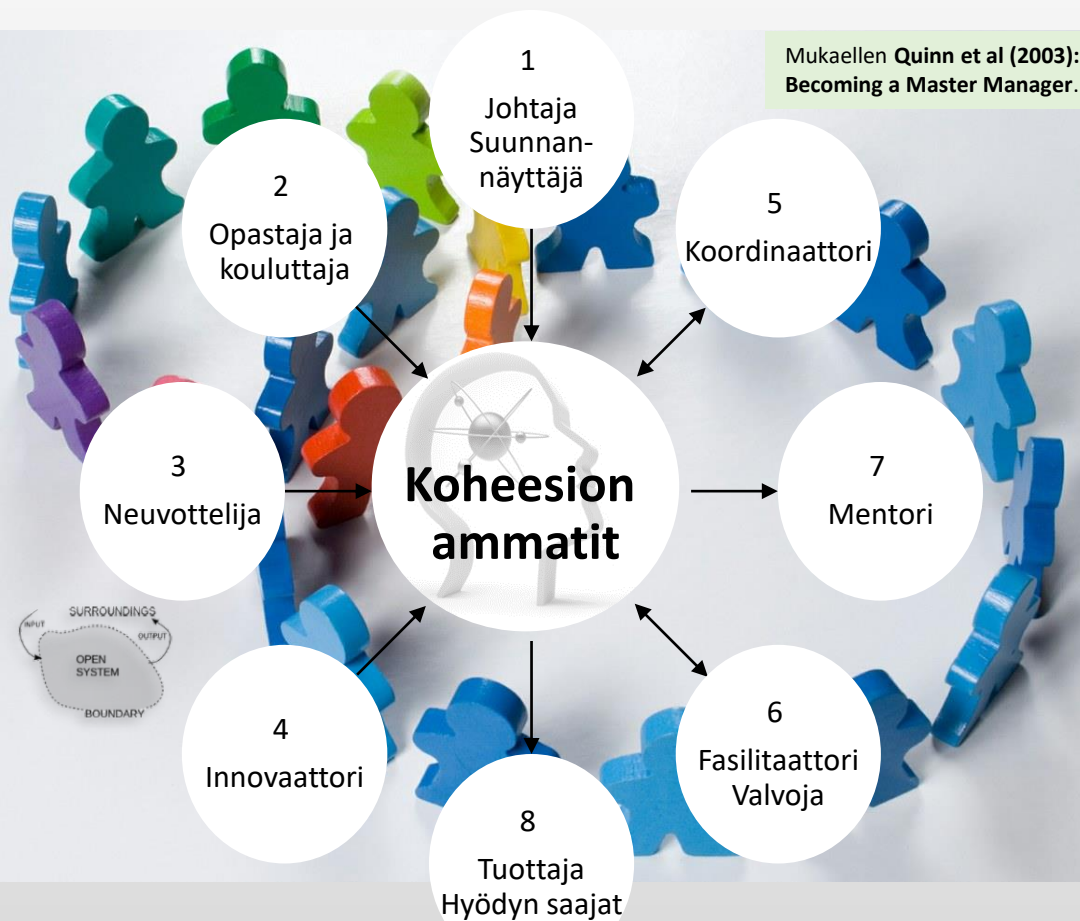 Mukaellen Quinn et al (2003):
Becoming a Master Manager.
1
Johtaja
Suunnan-
näyttäjä
2
Opastaja ja
kouluttaja
5
Koordinaattori
3
Neuvottelija
Koheesion
ammatit
7
Mentori
SURROUNDINGS
INPUT
OUTPUT
OPEN
SYSTEM
BOUNDARY
4
Innovaattori
6
Fasilitaattori
Valvoja
8
Tuottaja
Hyödyn saajat